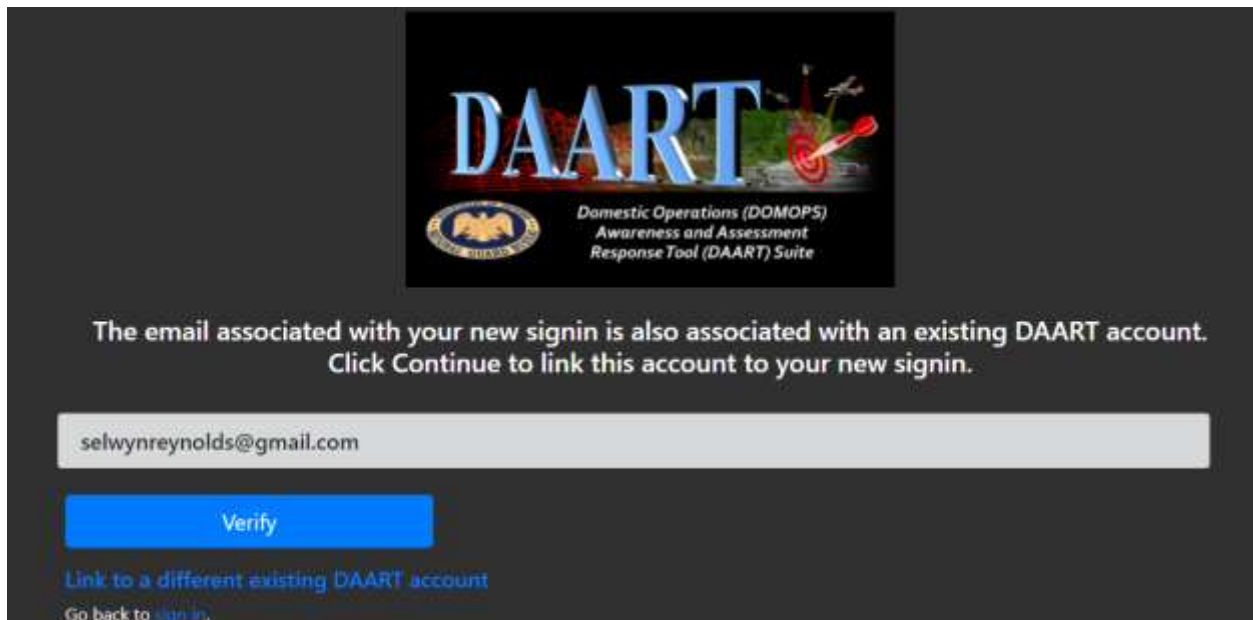 DAART
Domestic Operations (DOMOPS)
Awareness and Assessment
Response Tool (DAART) Suite
The email associated with your new signin is also associated with an existing DAART account.
Click Continue to link this account to your new signin.
selwynreynolds@gmail.com
Verify
Link to a different existing DAART account
Go back to sign in.